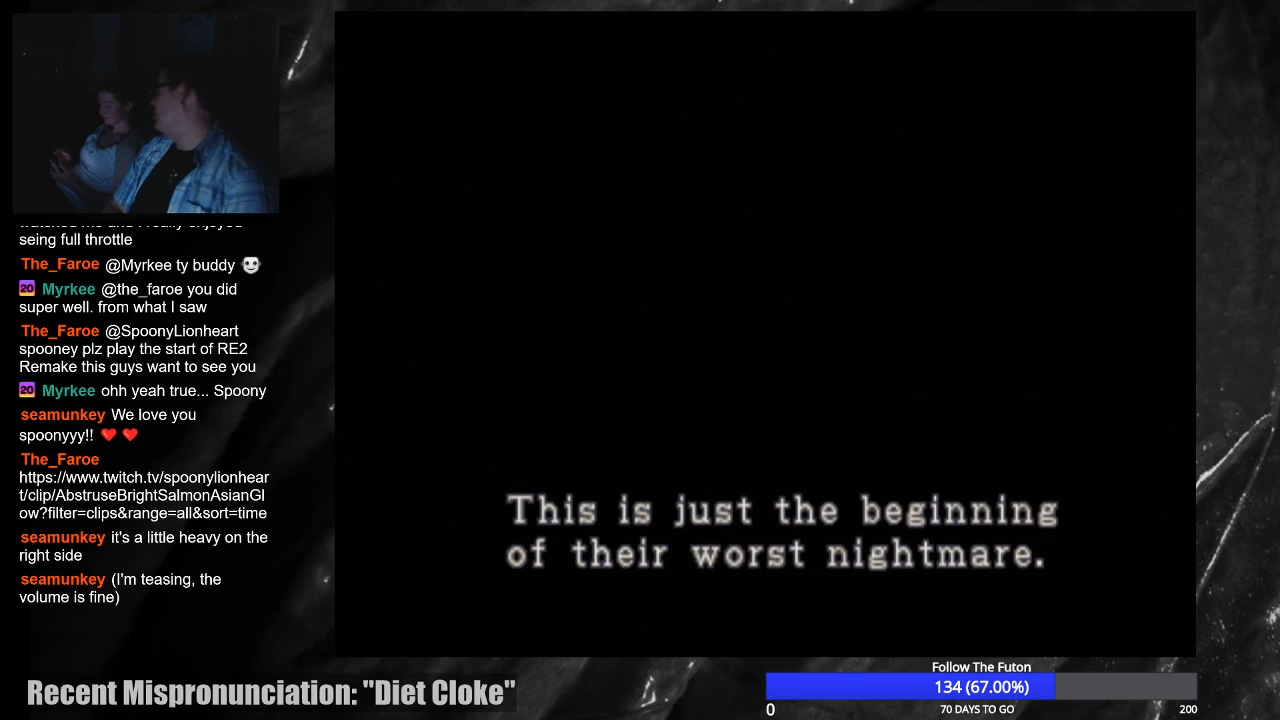 seing full throttle
The_Faroe @Myrkee ty buddy
20 Myrkee @the_faroe you did
super well. from what I saw
The_Faroe @SpoonyLionheart
spooney plz play the start of RE2
Remake this guys want to see you
20 Myrkee ohh yeah true... Spoony
seamunkey We love you
spoonyyy!!
The_Faroe
https://www.twitch.tv/spoonylionhear
t/clip/AbstruseBrightSalmonAsianGl
ow?filter=clips&range=all&sort=time
seamunkey it's a little heavy on the
right side
seamunkey (I'm teasing, the
volume is fine)
This is just the beginning
of their worst nightmare.
Recent Mispronunciation: "Diet Cloke"
Follow The Futon
134 (67.00%)
0
70 DAYS TO GO
200